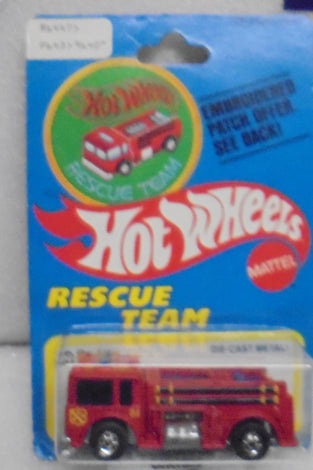 Hot Wheels
RESCUE TEAM
EMBROIDERED
PATCH OFFER.
SEE BACK!
HOT WHEELS
MATTEL
RESCUE
TEAM
DIE-CAST METAL